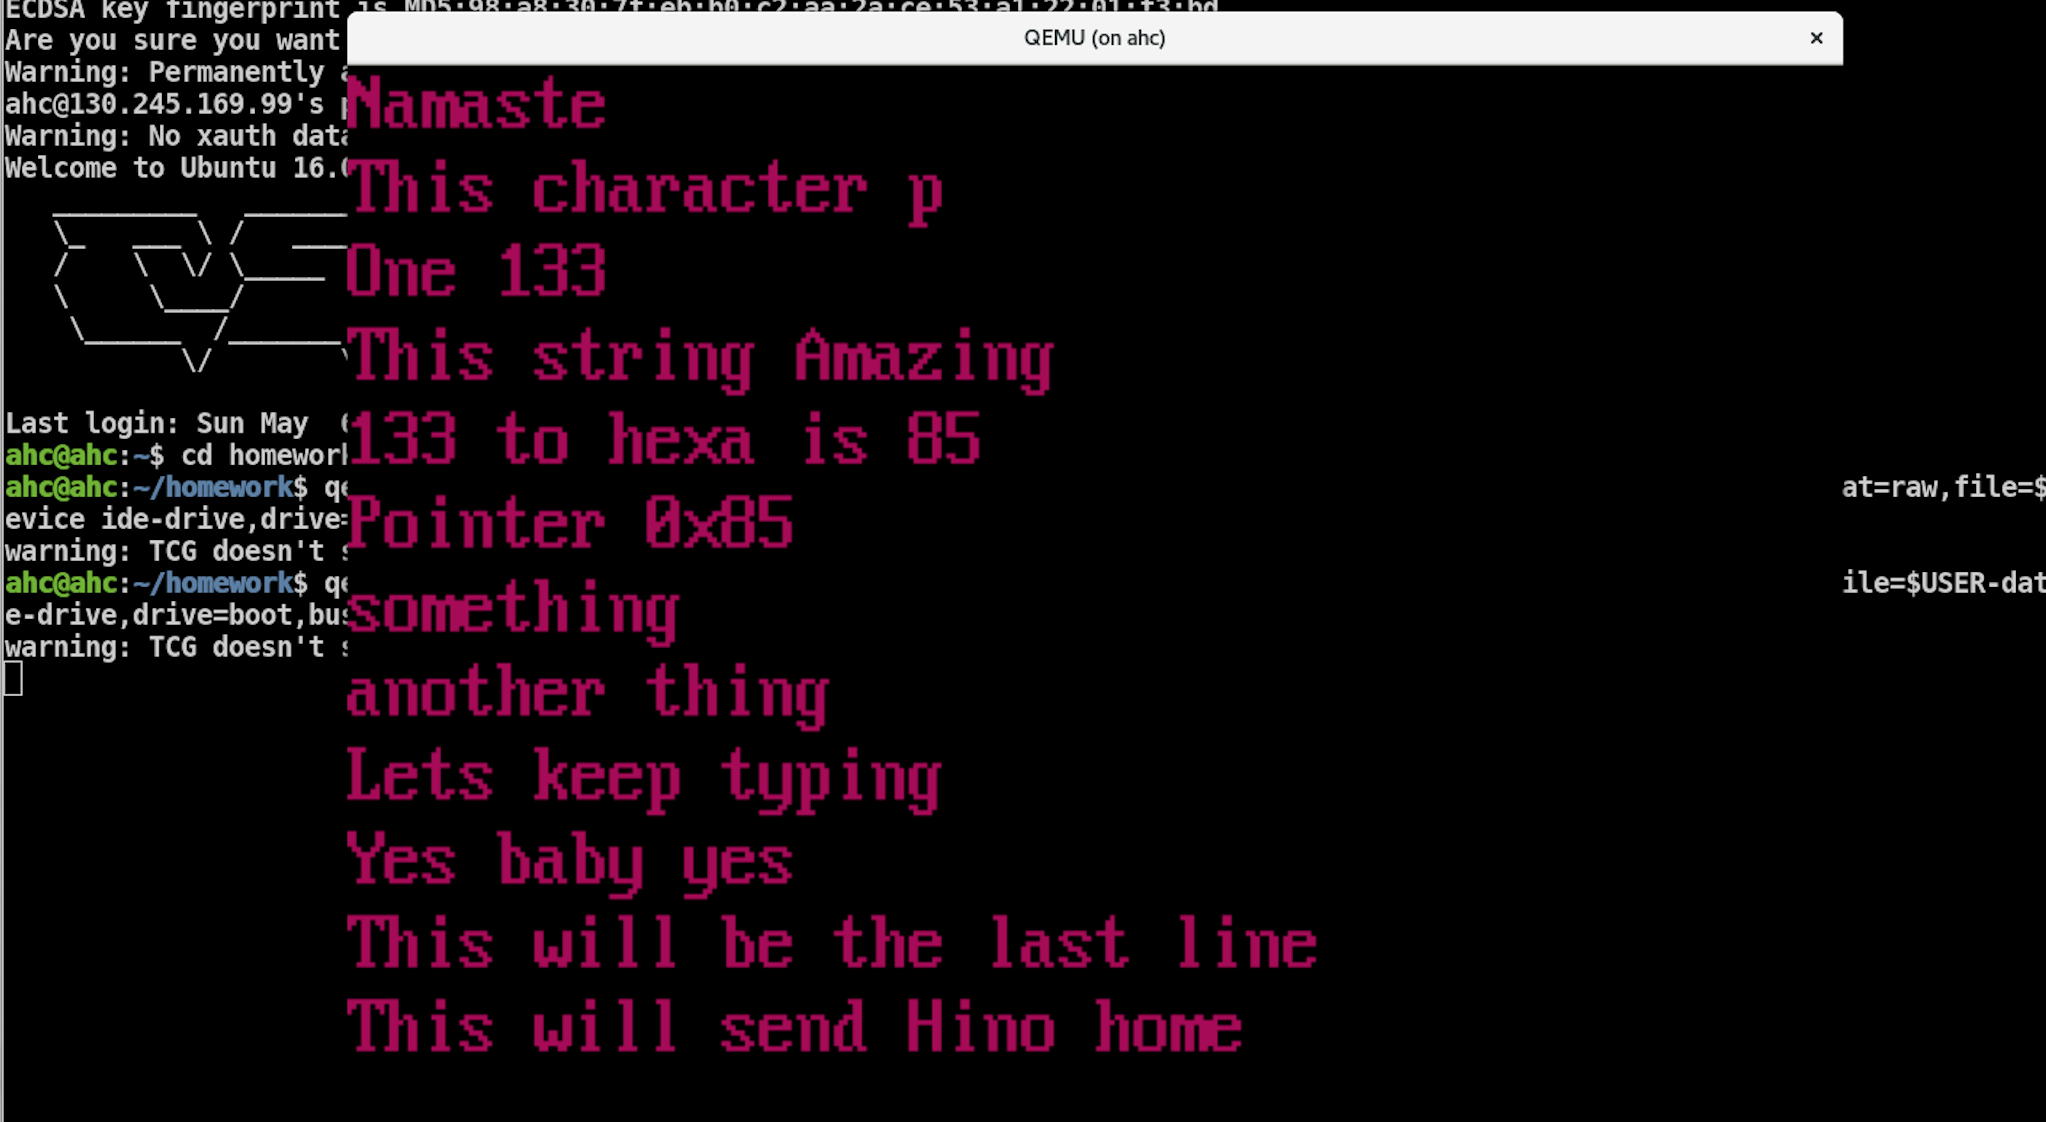 ECDSA key fingerprint is MD5:98:a8:30:7f:eb:b0:c2:aa:2a:ce:53:a1:22:01:f3:bd
Are you sure you want
Warning: Permanently
ahc@130.245.169.99's
Warning: No xauth data
Welcome to Ubuntu 16.
Last login: Sun May
ahc@ahc:~$ cd homework
ahc@ahc:~/homework$ qe
at=raw,file=$
evice ide-drive,drive=
warning: TCG doesn't s
ahc@ahc:~/homework$ qe
ile=$USER-dat
e-drive,drive=boot,bus
warning: TCG doesn't s
QEMU (on ahc)
Namaste
This character p
One 133
This string Amazing
133 to hexa is 85
Pointer 0x85
something
another thing
Lets keep typing
Yes baby yes
This will be the last line
This will send Hino home